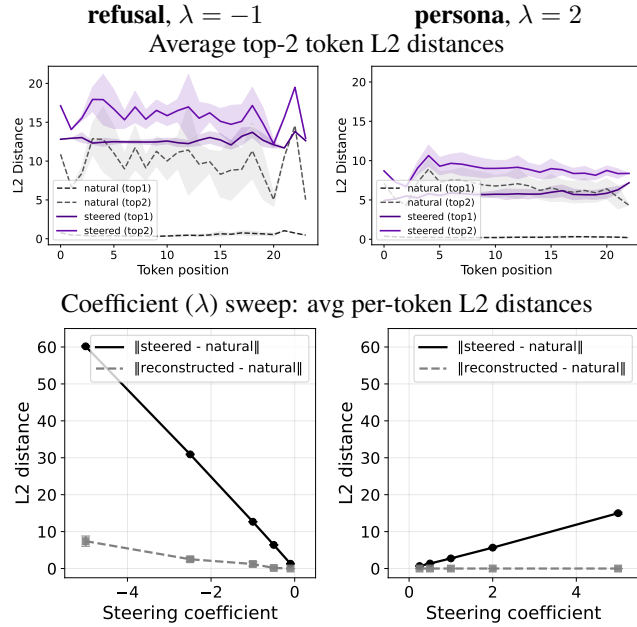 refusal, λ = −1
persona, λ = 2
Average top-2 token L2 distances
L2 Distance
20
15
10
5
0
natural (top1)
natural (top2)
steered (top1)
steered (top2)
0
5
10
15
20
Token position
20
15
10
5
0
natural (top1)
natural (top2)
steered (top1)
steered (top2)
0
5
10
15
20
Token position
L2 Distance
Coefficient (λ) sweep: avg per-token L2 distances
L2 distance
60
50
40
30
20
10
0
‖steered - natural‖
‖reconstructed - natural‖
−4
−2
0
Steering coefficient
L2 distance
60
50
40
30
20
10
0
‖steered - natural‖
‖reconstructed - natural‖
0
2
4
Steering coefficient